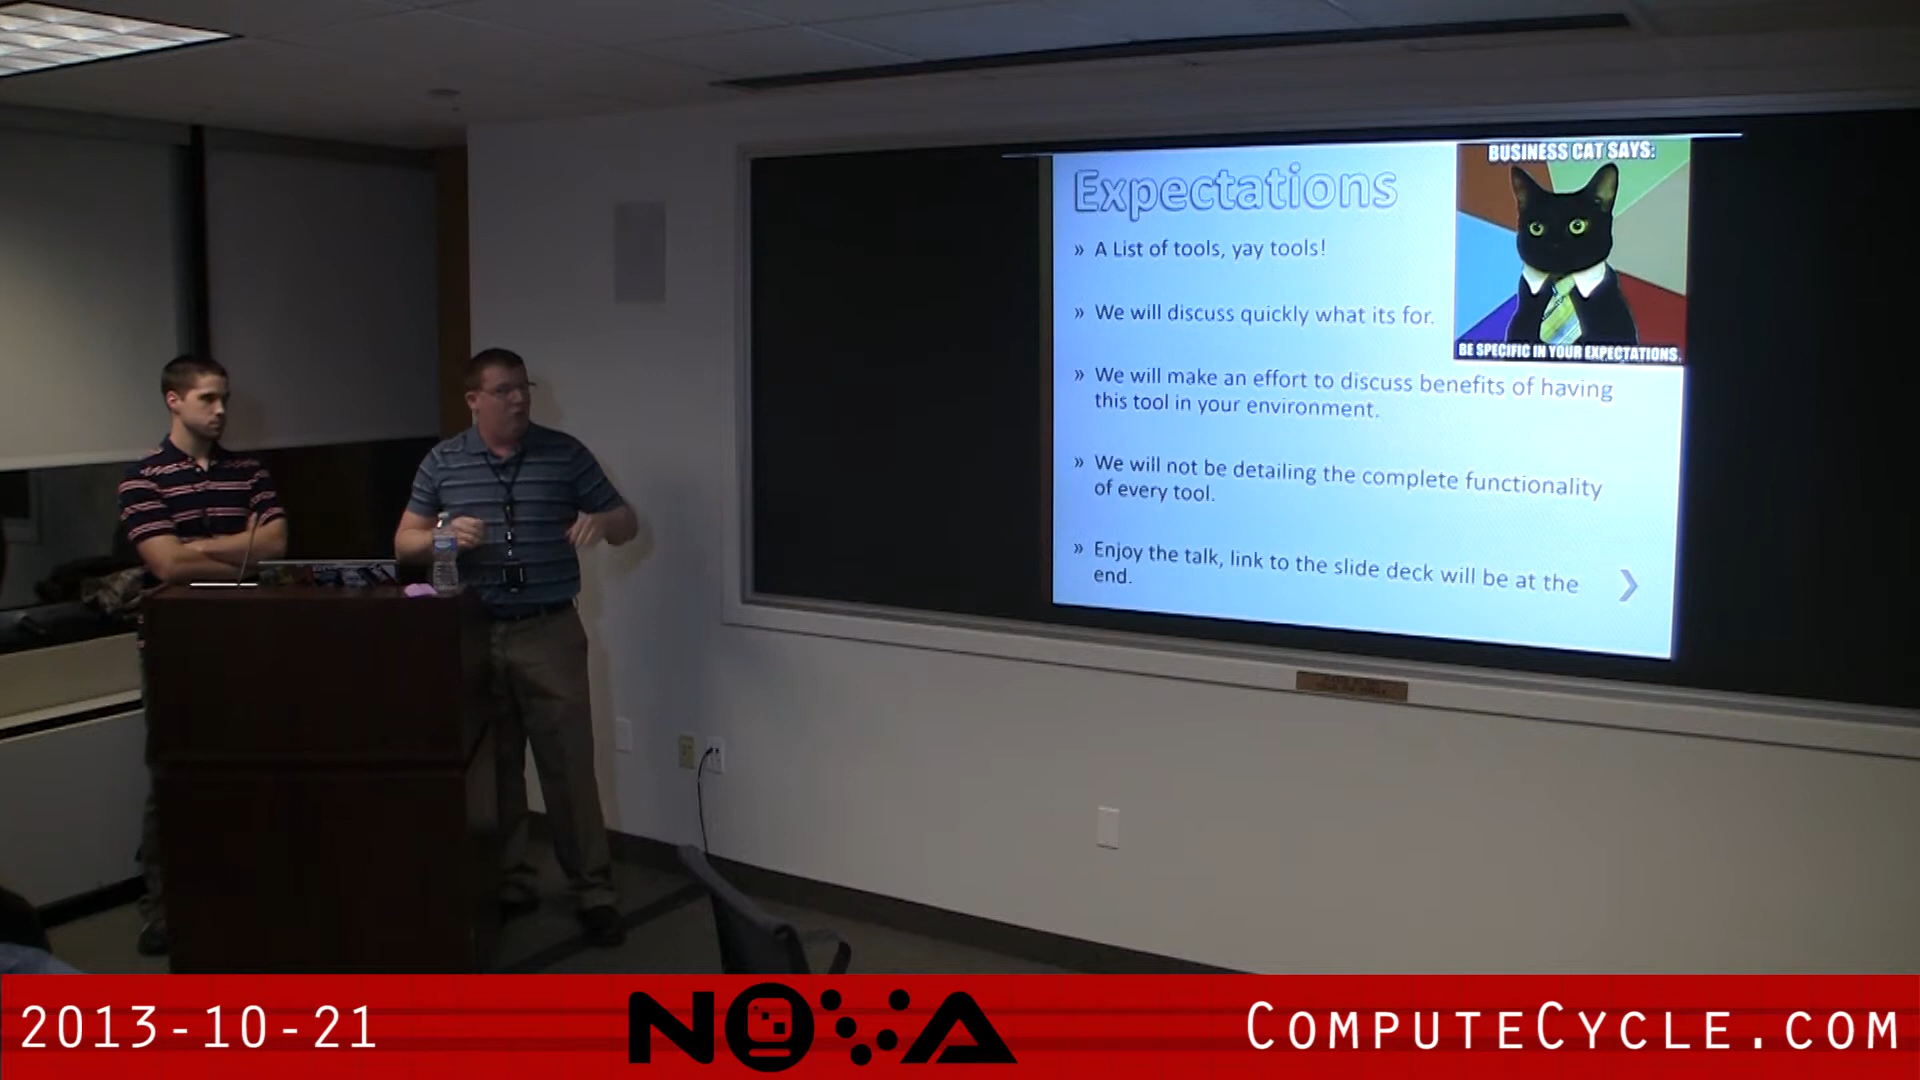 BUSINESS CAT SAYS:
Expectations
» A List of tools, yay tools!
» We will discuss quickly what its for.
BE SPECIFIC IN YOUR EXPECTATIONS.
» We will make an effort to discuss benefits of having
this tool in your environment.
» We will not be detailing the complete functionality
of every tool.
» Enjoy the talk, link to the slide deck will be at the
end.
2013-10-21
NOVA
COMPUTECYCLE.COM